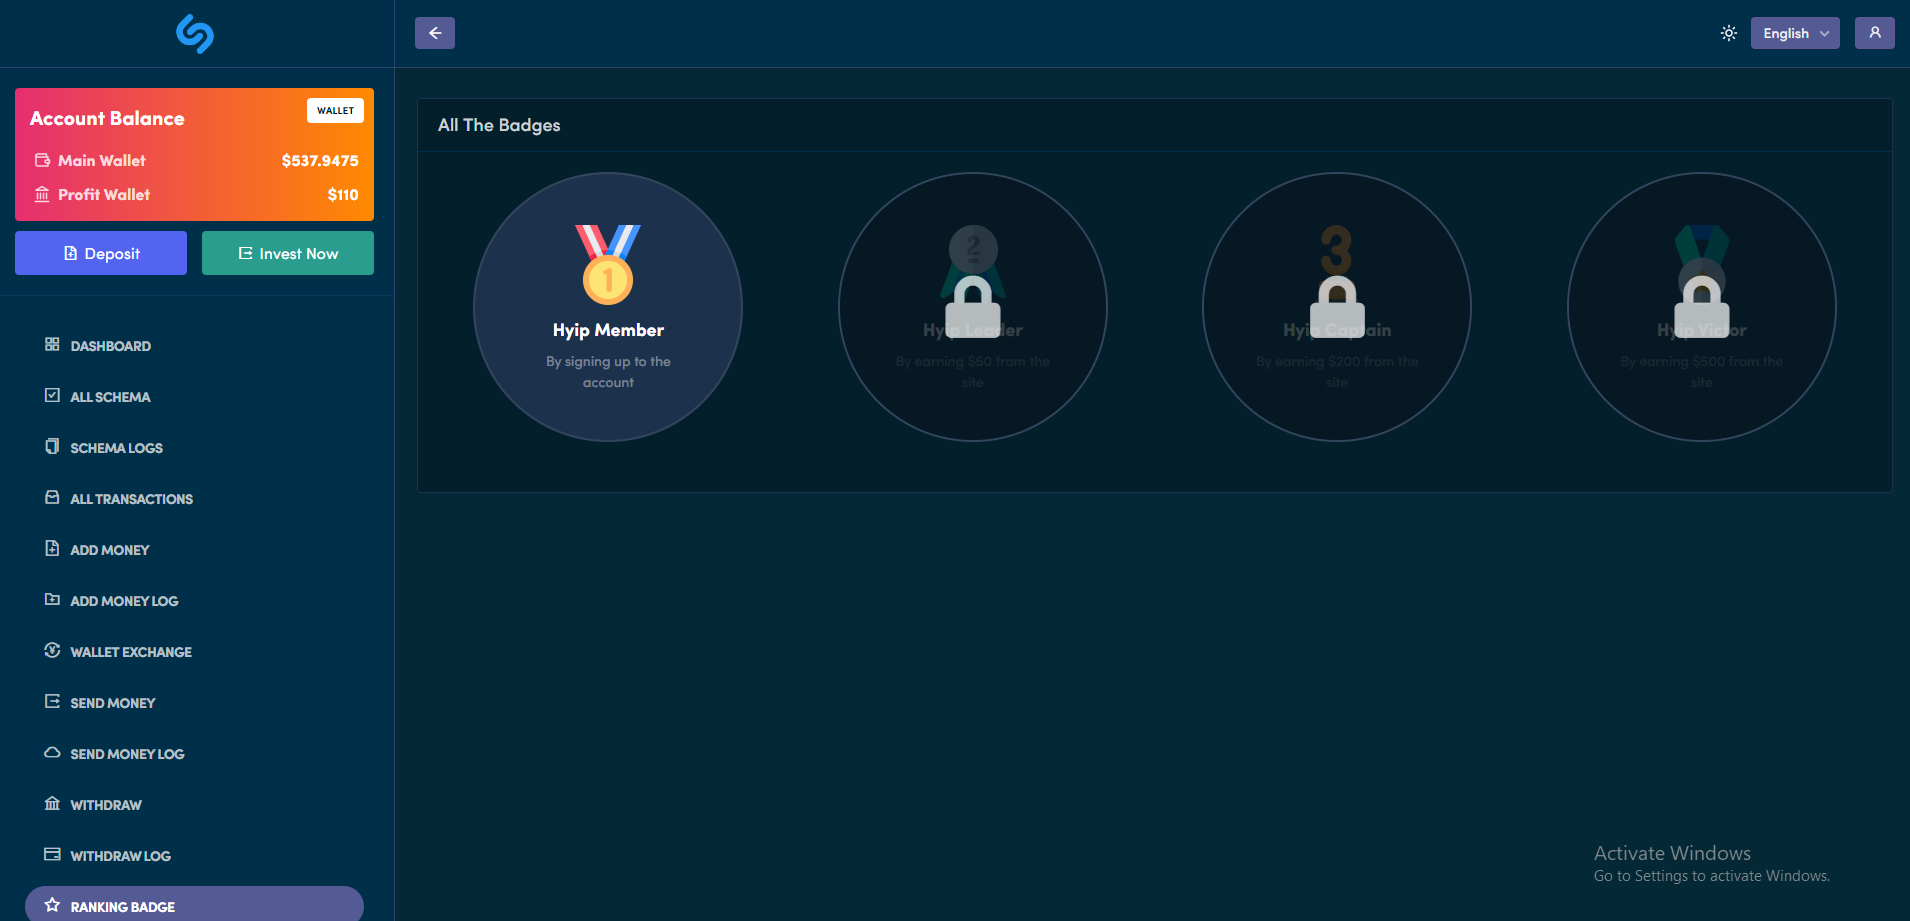 English
Account Balance
WALLET
Main Wallet
$537.9475
Profit Wallet
$110
Deposit
Invest Now
DASHBOARD
ALL SCHEMA
SCHEMA LOGS
ALL TRANSACTIONS
ADD MONEY
ADD MONEY LOG
WALLET EXCHANGE
SEND MONEY
SEND MONEY LOG
WITHDRAW
WITHDRAW LOG
RANKING BADGE
All The Badges
1
Hyip Member
By signing up to the
account
2
Hyip Leader
By earning $50 from the
site
3
Hyip Captain
By earning $200 from the
site
Hyip Victor
By earning $500 from the
site
Activate Windows
Go to Settings to activate Windows.